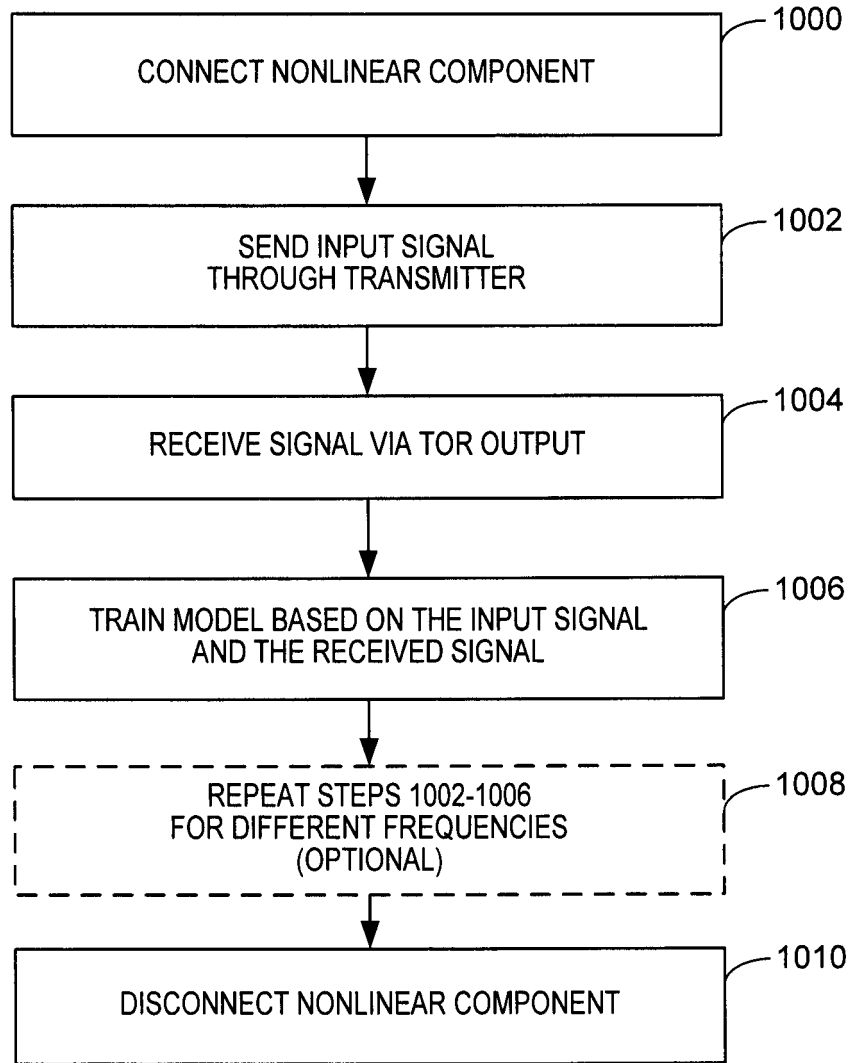 1000
CONNECT NONLINEAR COMPONENT
1002
SEND INPUT SIGNAL
THROUGH TRANSMITTER
1004
RECEIVE SIGNAL VIA TOR OUTPUT
1006
TRAIN MODEL BASED ON THE INPUT SIGNAL
AND THE RECEIVED SIGNAL
1008
REPEAT STEPS 1002-1006
FOR DIFFERENT FREQUENCIES
(OPTIONAL)
1010
DISCONNECT NONLINEAR COMPONENT